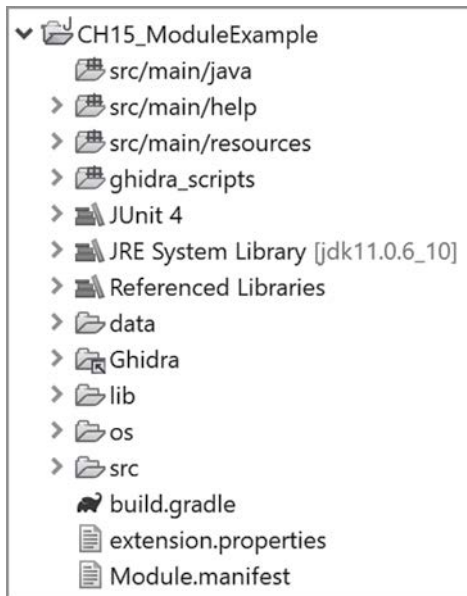 CH15_ModuleExample
src/main/java
src/main/help
src/main/resources
ghidra_scripts
JUnit 4
JRE System Library [jdk11.0.6_10]
Referenced Libraries
data
Ghidra
lib
os
src
build.gradle
extension.properties
Module.manifest